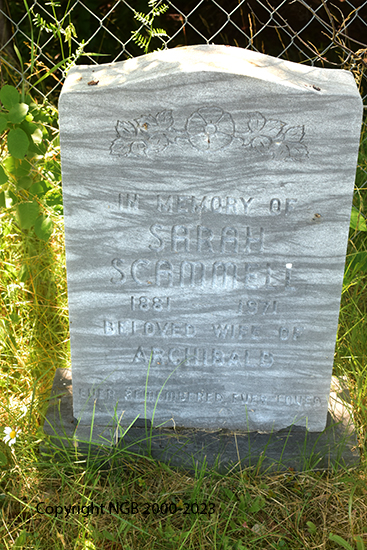 IN MEMORY OF
SARAH
SCAMMELL
1881 1971
BELOVED WIFE OF
ARCHIBALD
EVER REMEMBERED EVER LOVED
Copyright NGB 2000-2023